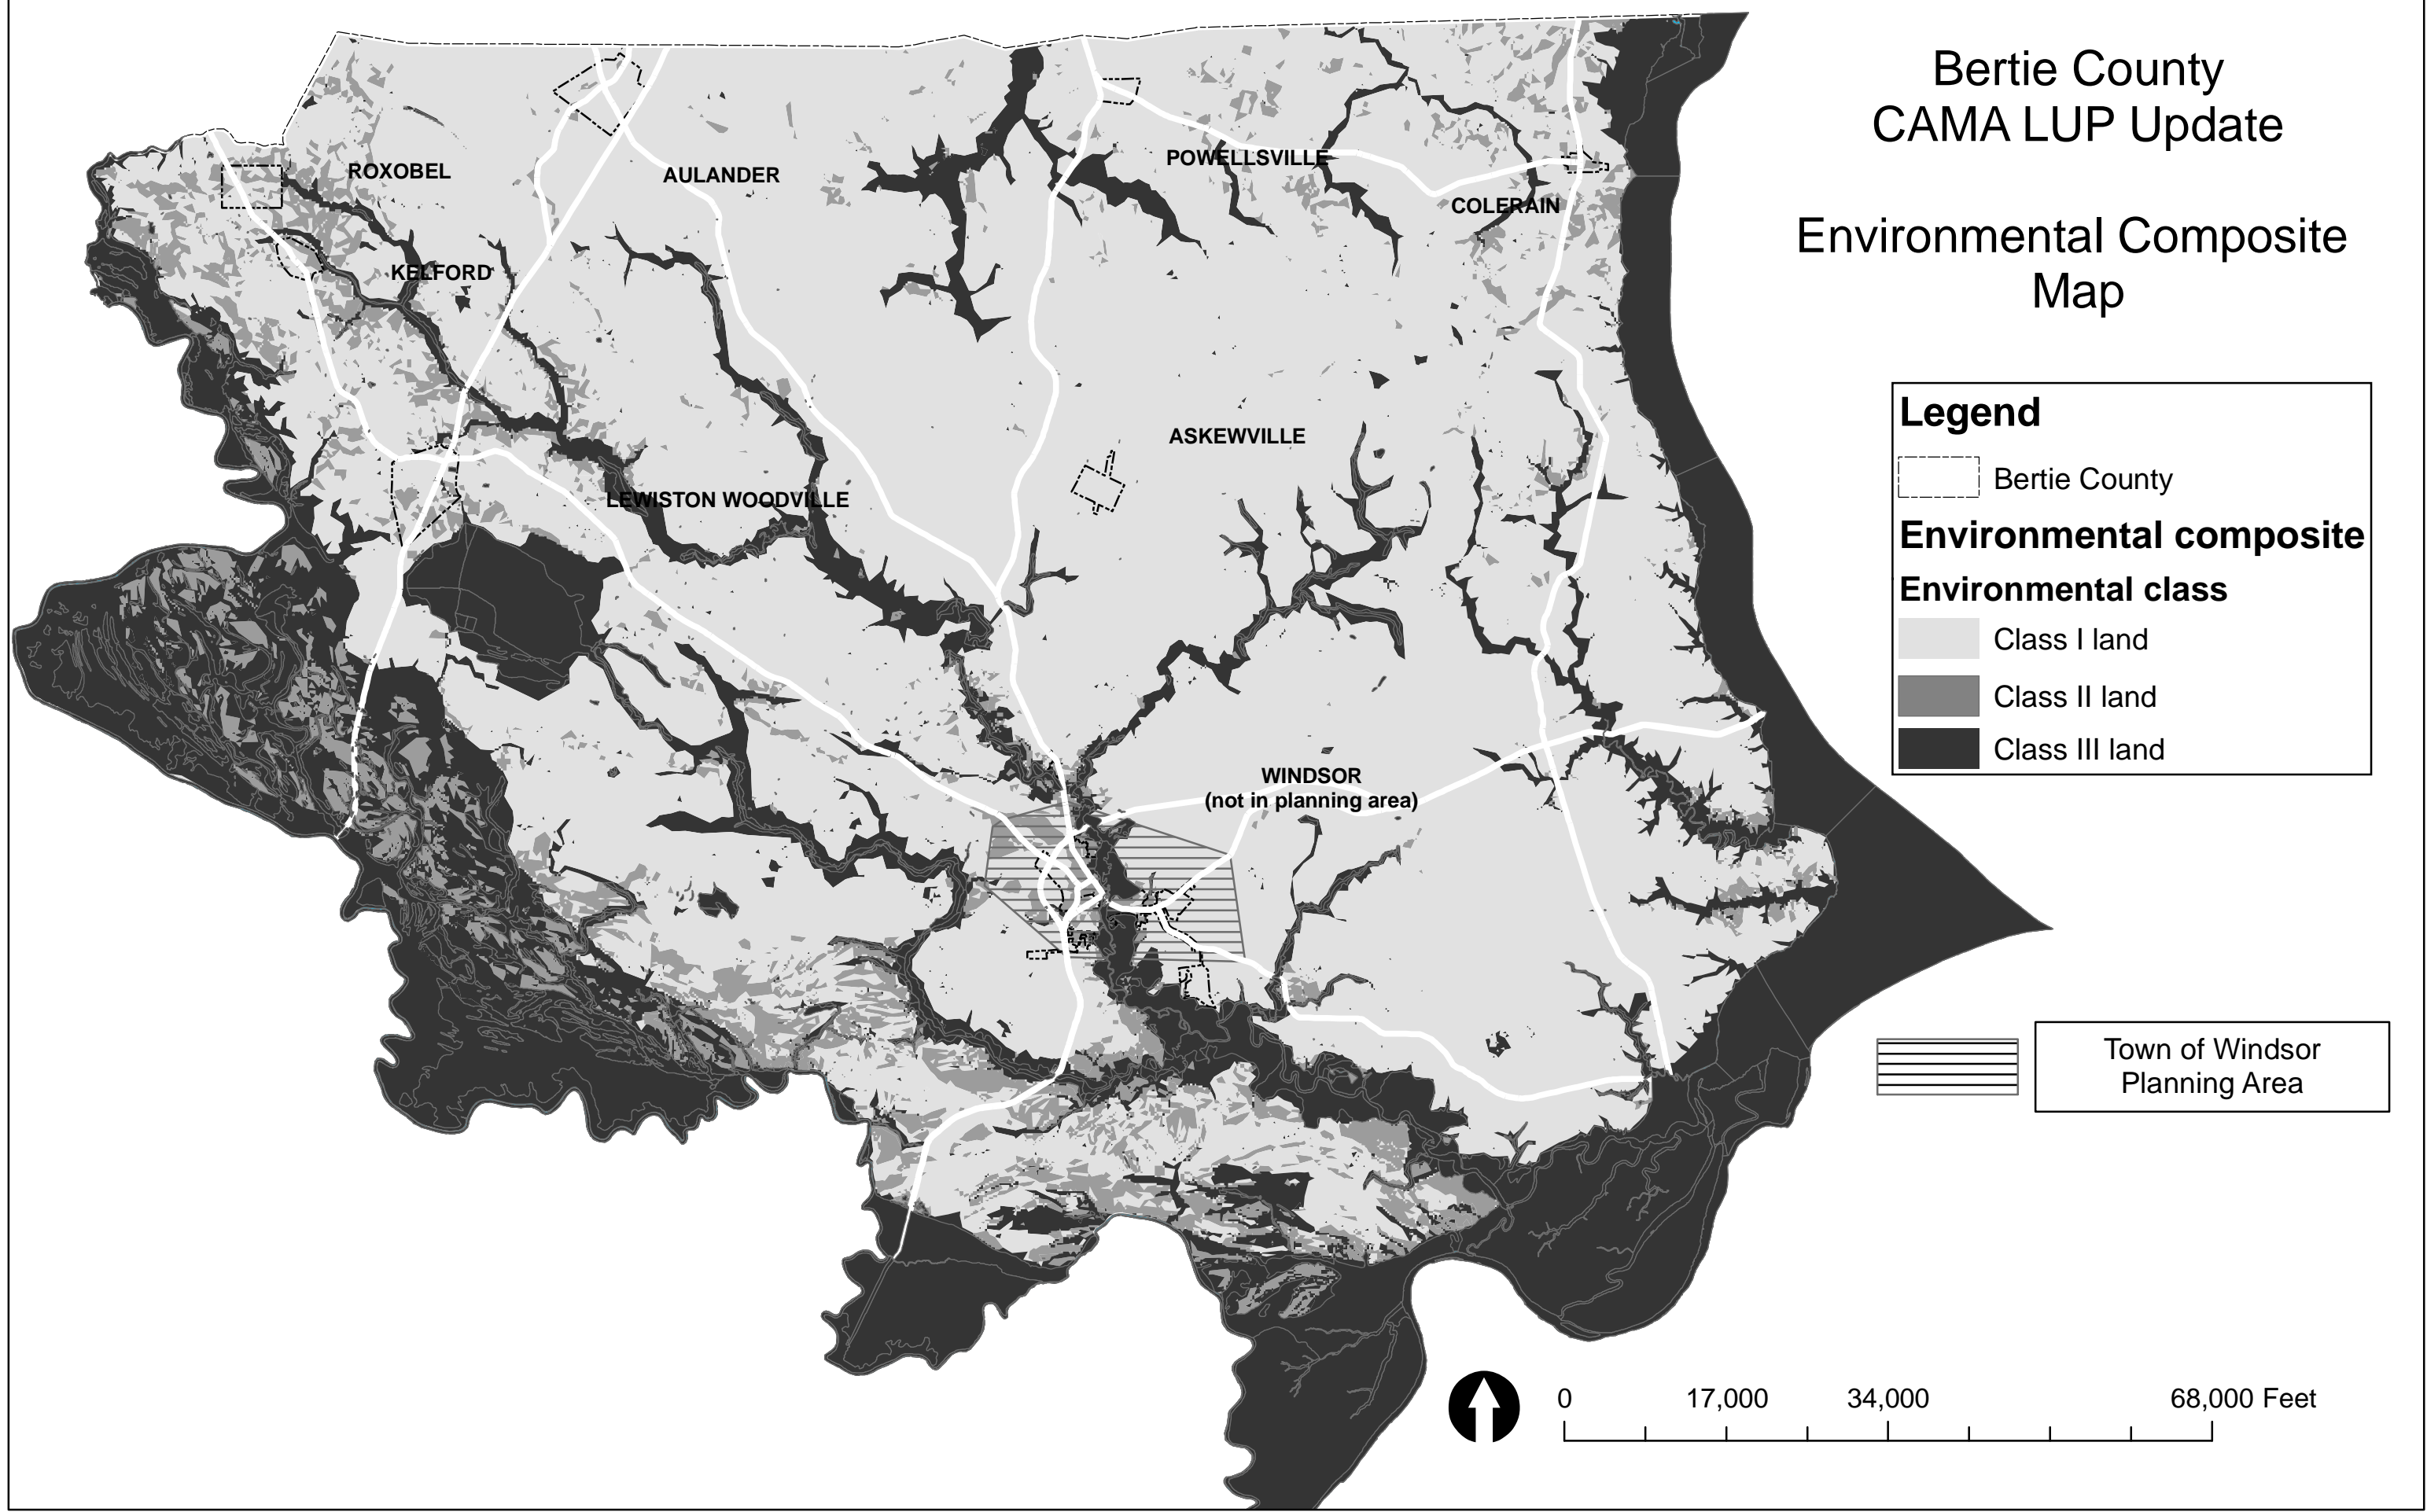 Bertie County
CAMA LUP Update
Environmental Composite
Map
ROXOBEL
AULANDER
POWELLSVILLE
COLERAIN
KELFORD
ASKEWVILLE
LEWISTON WOODVILLE
WINDSOR
(not in planning area)
Legend
Bertie County
Environmental composite
Environmental class
Class I land
Class II land
Class III land
Town of Windsor
Planning Area
0 17,000 34,000 68,000 Feet